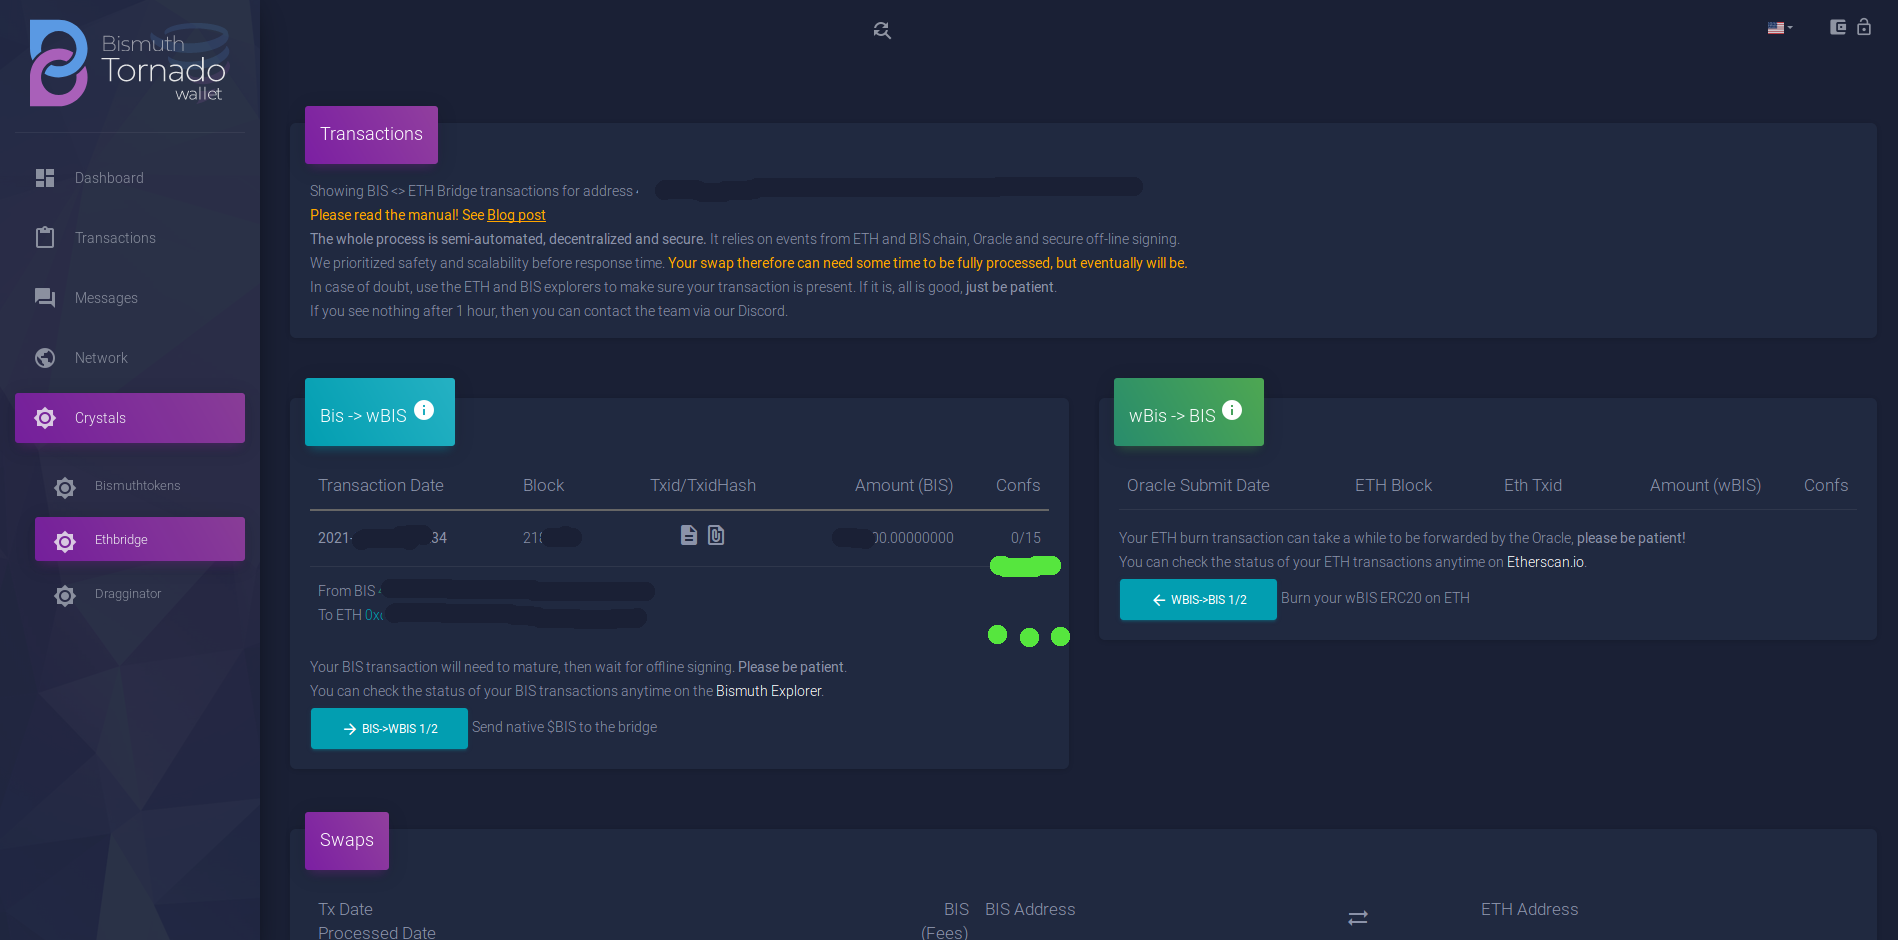 Bismuth
Tornado
wallet
Dashboard
Transactions
Messages
Network
Crystals
Bismuthtokens
Ethbridge
Dragginator
Transactions
Showing BIS <> ETH Bridge transactions for address
Please read the manual! See Blog post
The whole process is semi-automated, decentralized and secure. It relies on events from ETH and BIS chain, Oracle and secure off-line signing.
We prioritized safety and scalability before response time. Your swap therefore can need some time to be fully processed, but eventually will be.
In case of doubt, use the ETH and BIS explorers to make sure your transaction is present. If it is, all is good, just be patient.
If you see nothing after 1 hour, then you can contact the team via our Discord.
Bis -> wBIS
Transaction Date Block Txid/TxidHash Amount (BIS) Confs
2021- 34 21 00.00000000 0/15
From BIS
To ETH 0x
Your BIS transaction will need to mature, then wait for offline signing. Please be patient.
You can check the status of your BIS transactions anytime on the Bismuth Explorer.
BIS->WBIS 1/2 Send native $BIS to the bridge
wBis -> BIS
Oracle Submit Date ETH Block Eth Txid Amount (wBIS) Confs
Your ETH burn transaction can take a while to be forwarded by the Oracle, please be patient!
You can check the status of your ETH transactions anytime on Etherscan.io.
WBIS->BIS 1/2 Burn your wBIS ERC20 on ETH
Swaps
Tx Date BIS BIS Address ETH Address
Processed Date (Fees)